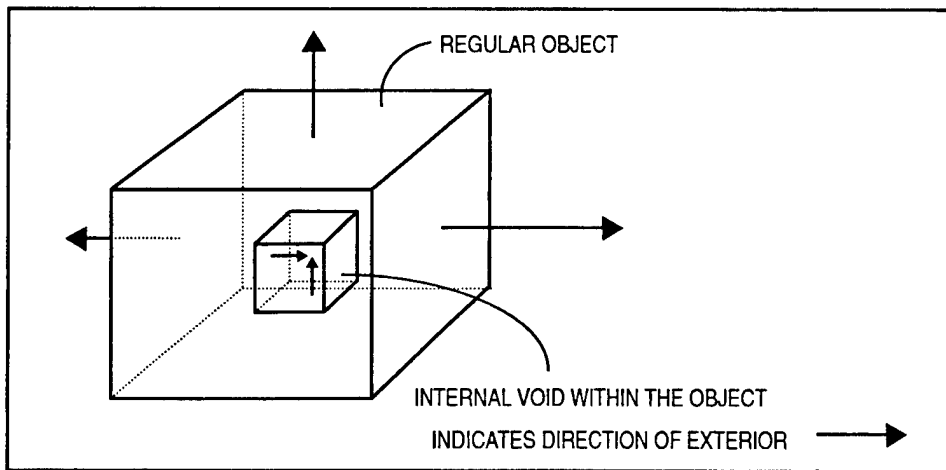 REGULAR OBJECT
INTERNAL VOID WITHIN THE OBJECT
INDICATES DIRECTION OF EXTERIOR